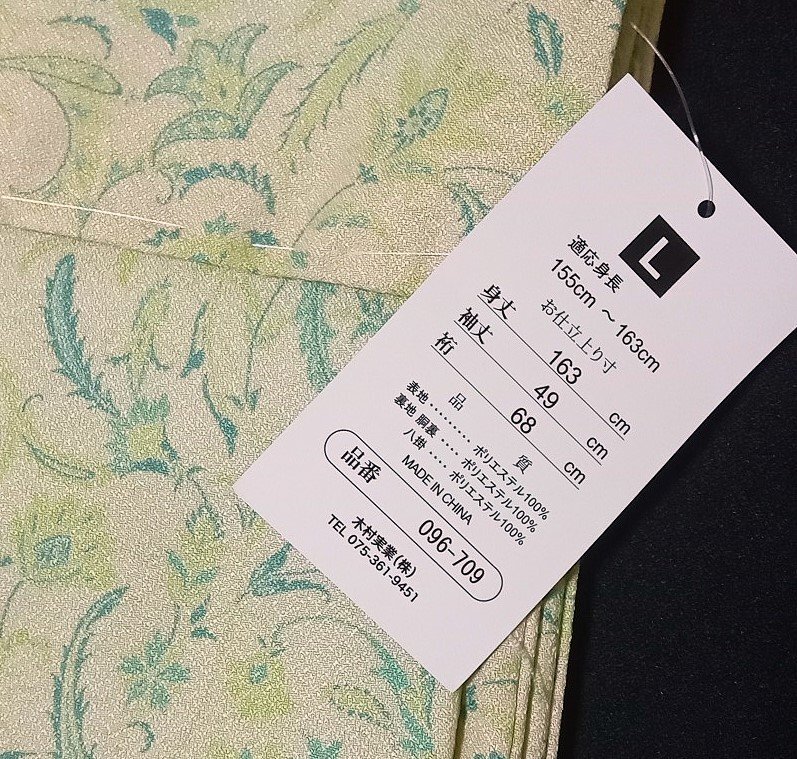 L
適応身長
155cm ～ 163cm
お仕立上り寸
身丈 163 cm
袖丈 49 cm
裄 68 cm
品 質
表地 ········· ポリエステル100%
裏地 胴裏 ···· ポリエステル100%
八掛 ···· ポリエステル100%
MADE IN CHINA
品番 096-709
木村実業(株)
TEL 075-361-9451